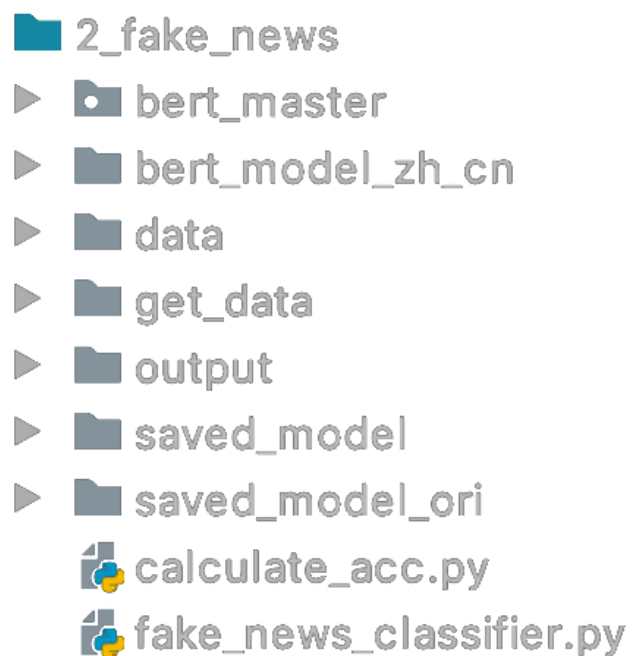 2_fake_news
bert_master
bert_model_zh_cn
data
get_data
output
saved_model
saved_model_ori
calculate_acc.py
fake_news_classifier.py